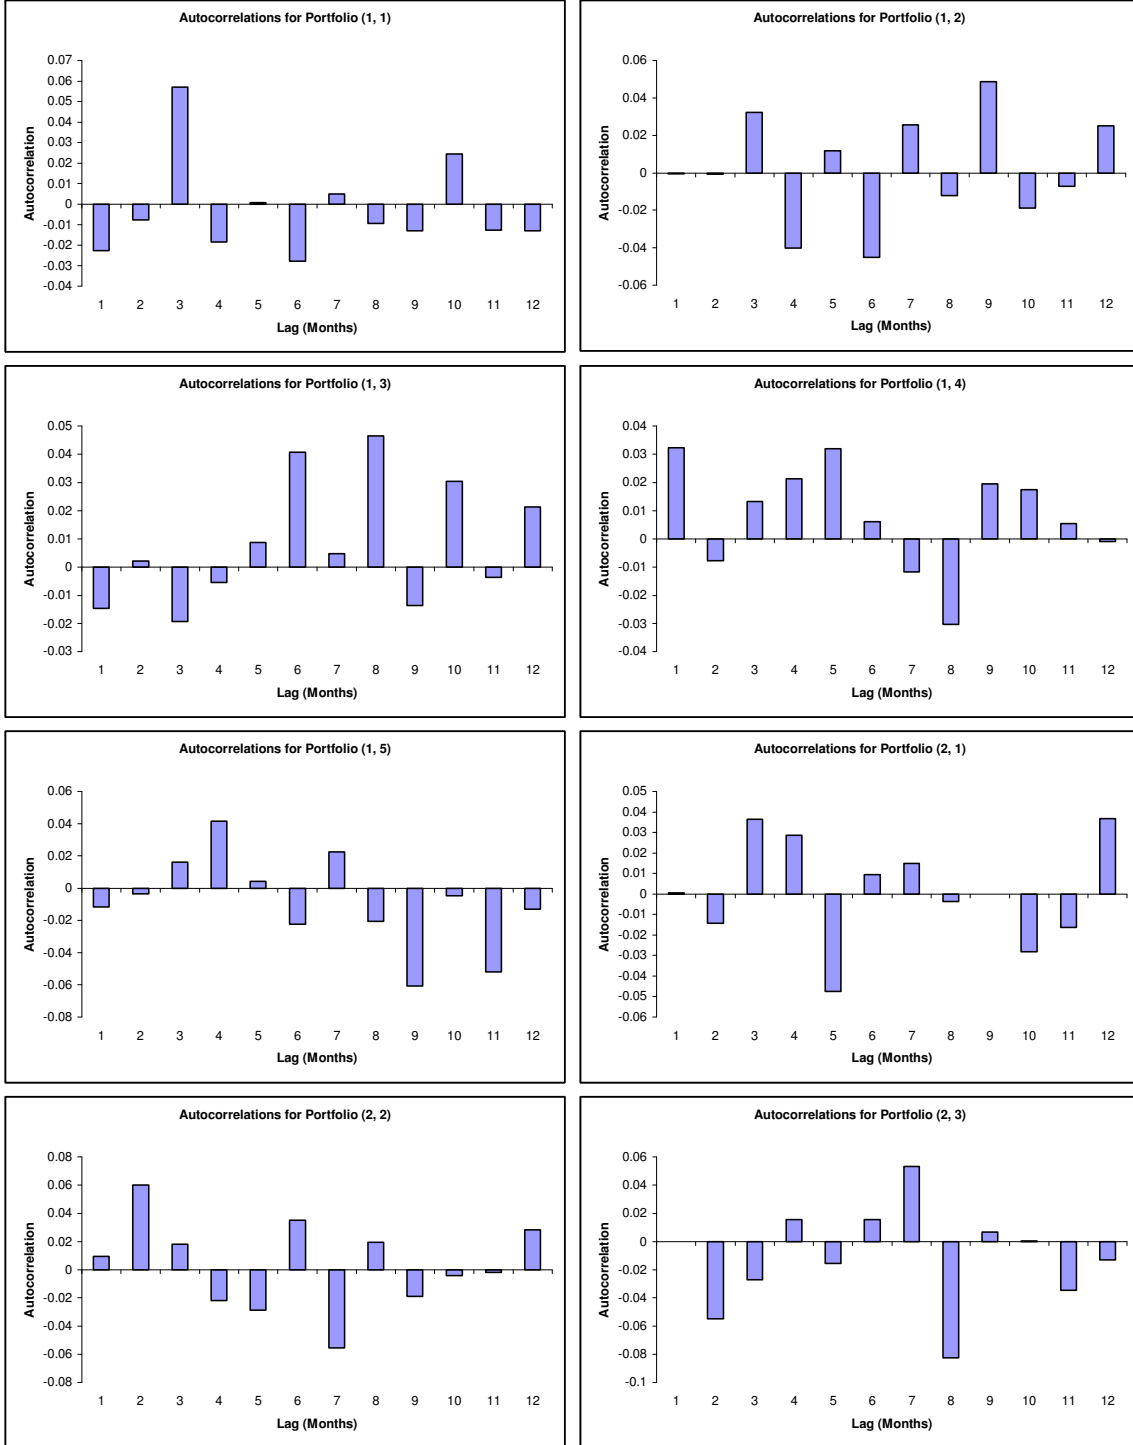 Autocorrelations for Portfolio (1, 1)
0.07
0.06
0.05
0.04
0.03
0.02
0.01
0
-0.01
-0.02
-0.03
-0.04
Autocorrelation
1 2 3 4 5 6 7 8 9 10 11 12
Lag (Months)
Autocorrelations for Portfolio (1, 2)
0.06
0.04
0.02
0
-0.02
-0.04
-0.06
Autocorrelation
1 2 3 4 5 6 7 8 9 10 11 12
Lag (Months)
Autocorrelations for Portfolio (1, 3)
0.05
0.04
0.03
0.02
0.01
0
-0.01
-0.02
-0.03
Autocorrelation
1 2 3 4 5 6 7 8 9 10 11 12
Lag (Months)
Autocorrelations for Portfolio (1, 4)
0.04
0.03
0.02
0.01
0
-0.01
-0.02
-0.03
-0.04
Autocorrelation
1 2 3 4 5 6 7 8 9 10 11 12
Lag (Months)
Autocorrelations for Portfolio (1, 5)
0.06
0.04
0.02
0
-0.02
-0.04
-0.06
-0.08
Autocorrelation
1 2 3 4 5 6 7 8 9 10 11 12
Lag (Months)
Autocorrelations for Portfolio (2, 1)
0.05
0.04
0.03
0.02
0.01
0
-0.01
-0.02
-0.03
-0.04
-0.05
-0.06
Autocorrelation
1 2 3 4 5 6 7 8 9 10 11 12
Lag (Months)
Autocorrelations for Portfolio (2, 2)
0.08
0.06
0.04
0.02
0
-0.02
-0.04
-0.06
-0.08
Autocorrelation
1 2 3 4 5 6 7 8 9 10 11 12
Lag (Months)
Autocorrelations for Portfolio (2, 3)
0.06
0.04
0.02
0
-0.02
-0.04
-0.06
-0.08
-0.1
Autocorrelation
1 2 3 4 5 6 7 8 9 10 11 12
Lag (Months)